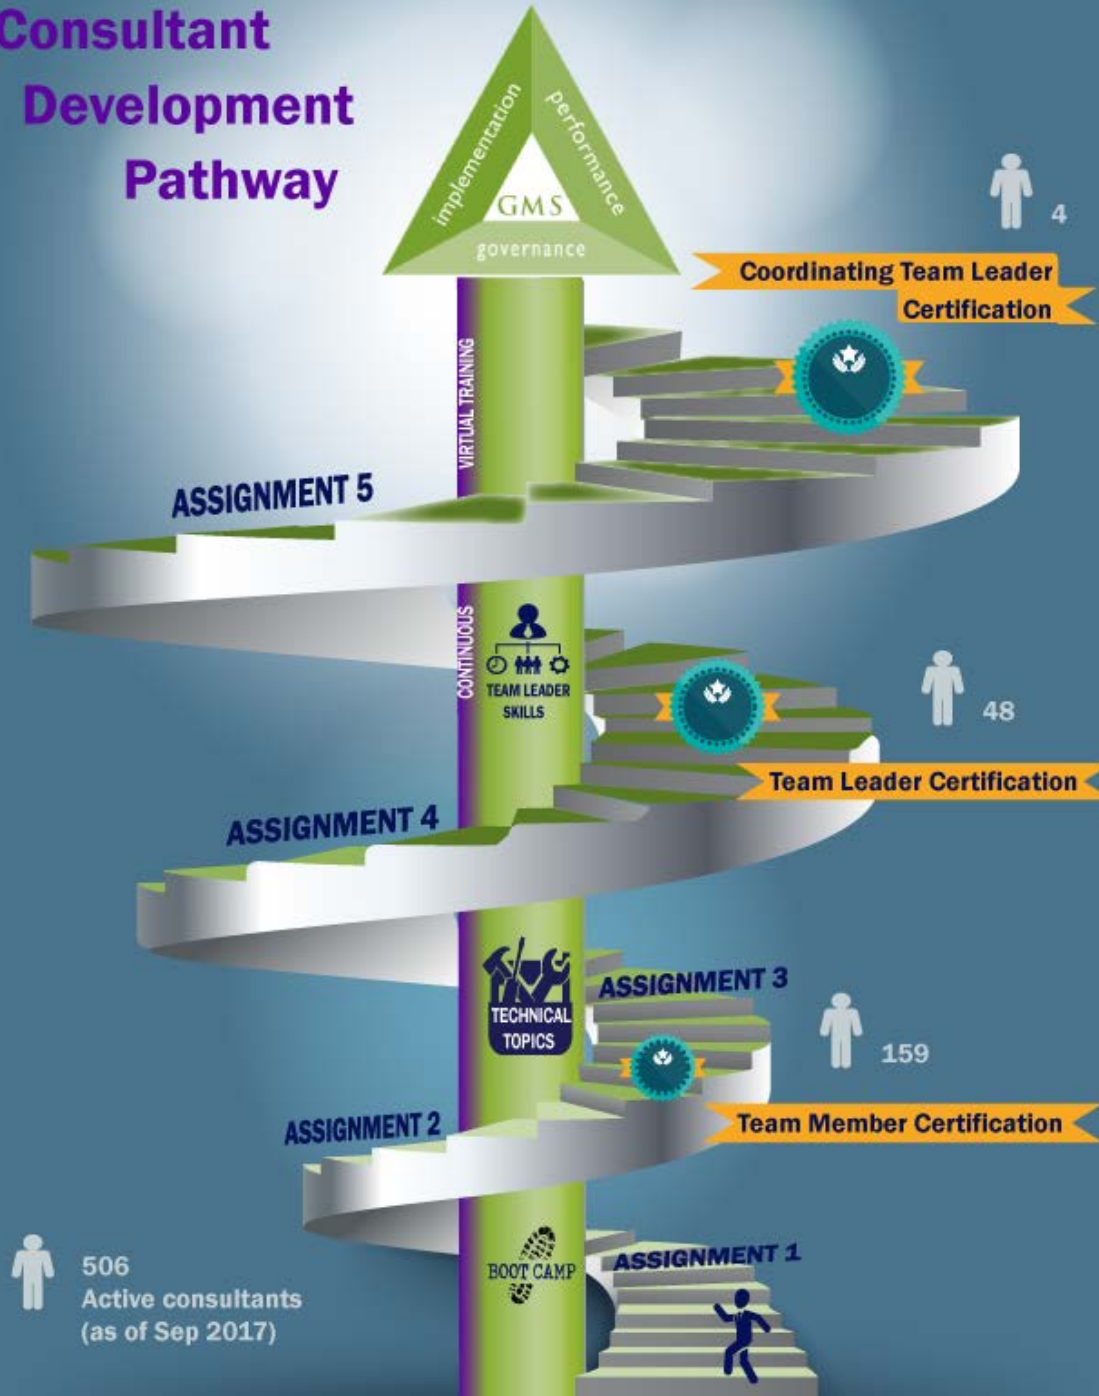 Consultant
Development
Pathway
implementation
performance
GMS
governance
4
Coordinating Team Leader
Certification
VIRTUAL TRAINING
ASSIGNMENT 5
CONTINUOUS
TEAM LEADER
SKILLS
48
Team Leader Certification
ASSIGNMENT 4
ASSIGNMENT 3
TECHNICAL
TOPICS
159
Team Member Certification
ASSIGNMENT 2
ASSIGNMENT 1
BOOT CAMP
506
Active consultants
(as of Sep 2017)